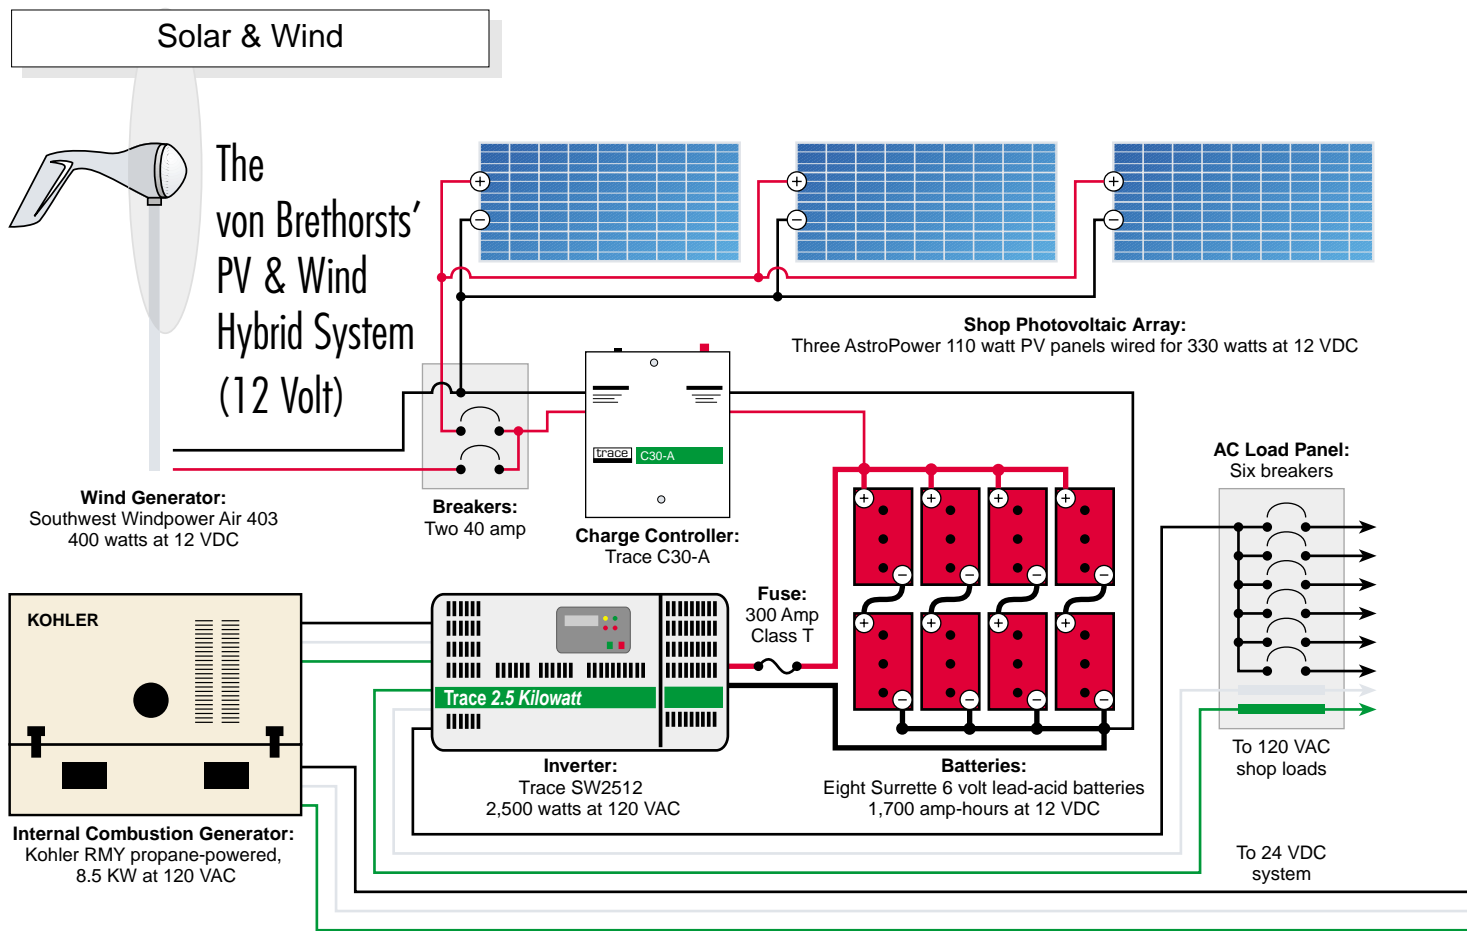 Solar & Wind
The
von Brethorsts’
PV & Wind
Hybrid System
(12 Volt)
+
+
+
−
−
−
Shop Photovoltaic Array:
Three AstroPower 110 watt PV panels wired for 330 watts at 12 VDC
trace C30-A
Wind Generator:
Southwest Windpower Air 403
400 watts at 12 VDC
Breakers:
Two 40 amp
Charge Controller:
Trace C30-A
AC Load Panel:
Six breakers
+
+
+
+
−
−
−
−
Fuse:
300 Amp
Class T
+
+
+
+
−
−
−
−
KOHLER
Trace 2.5 Kilowatt
Inverter:
Trace SW2512
2,500 watts at 120 VAC
Batteries:
Eight Surrette 6 volt lead-acid batteries
1,700 amp-hours at 12 VDC
To 120 VAC
shop loads
Internal Combustion Generator:
Kohler RMY propane-powered,
8.5 KW at 120 VAC
To 24 VDC
system